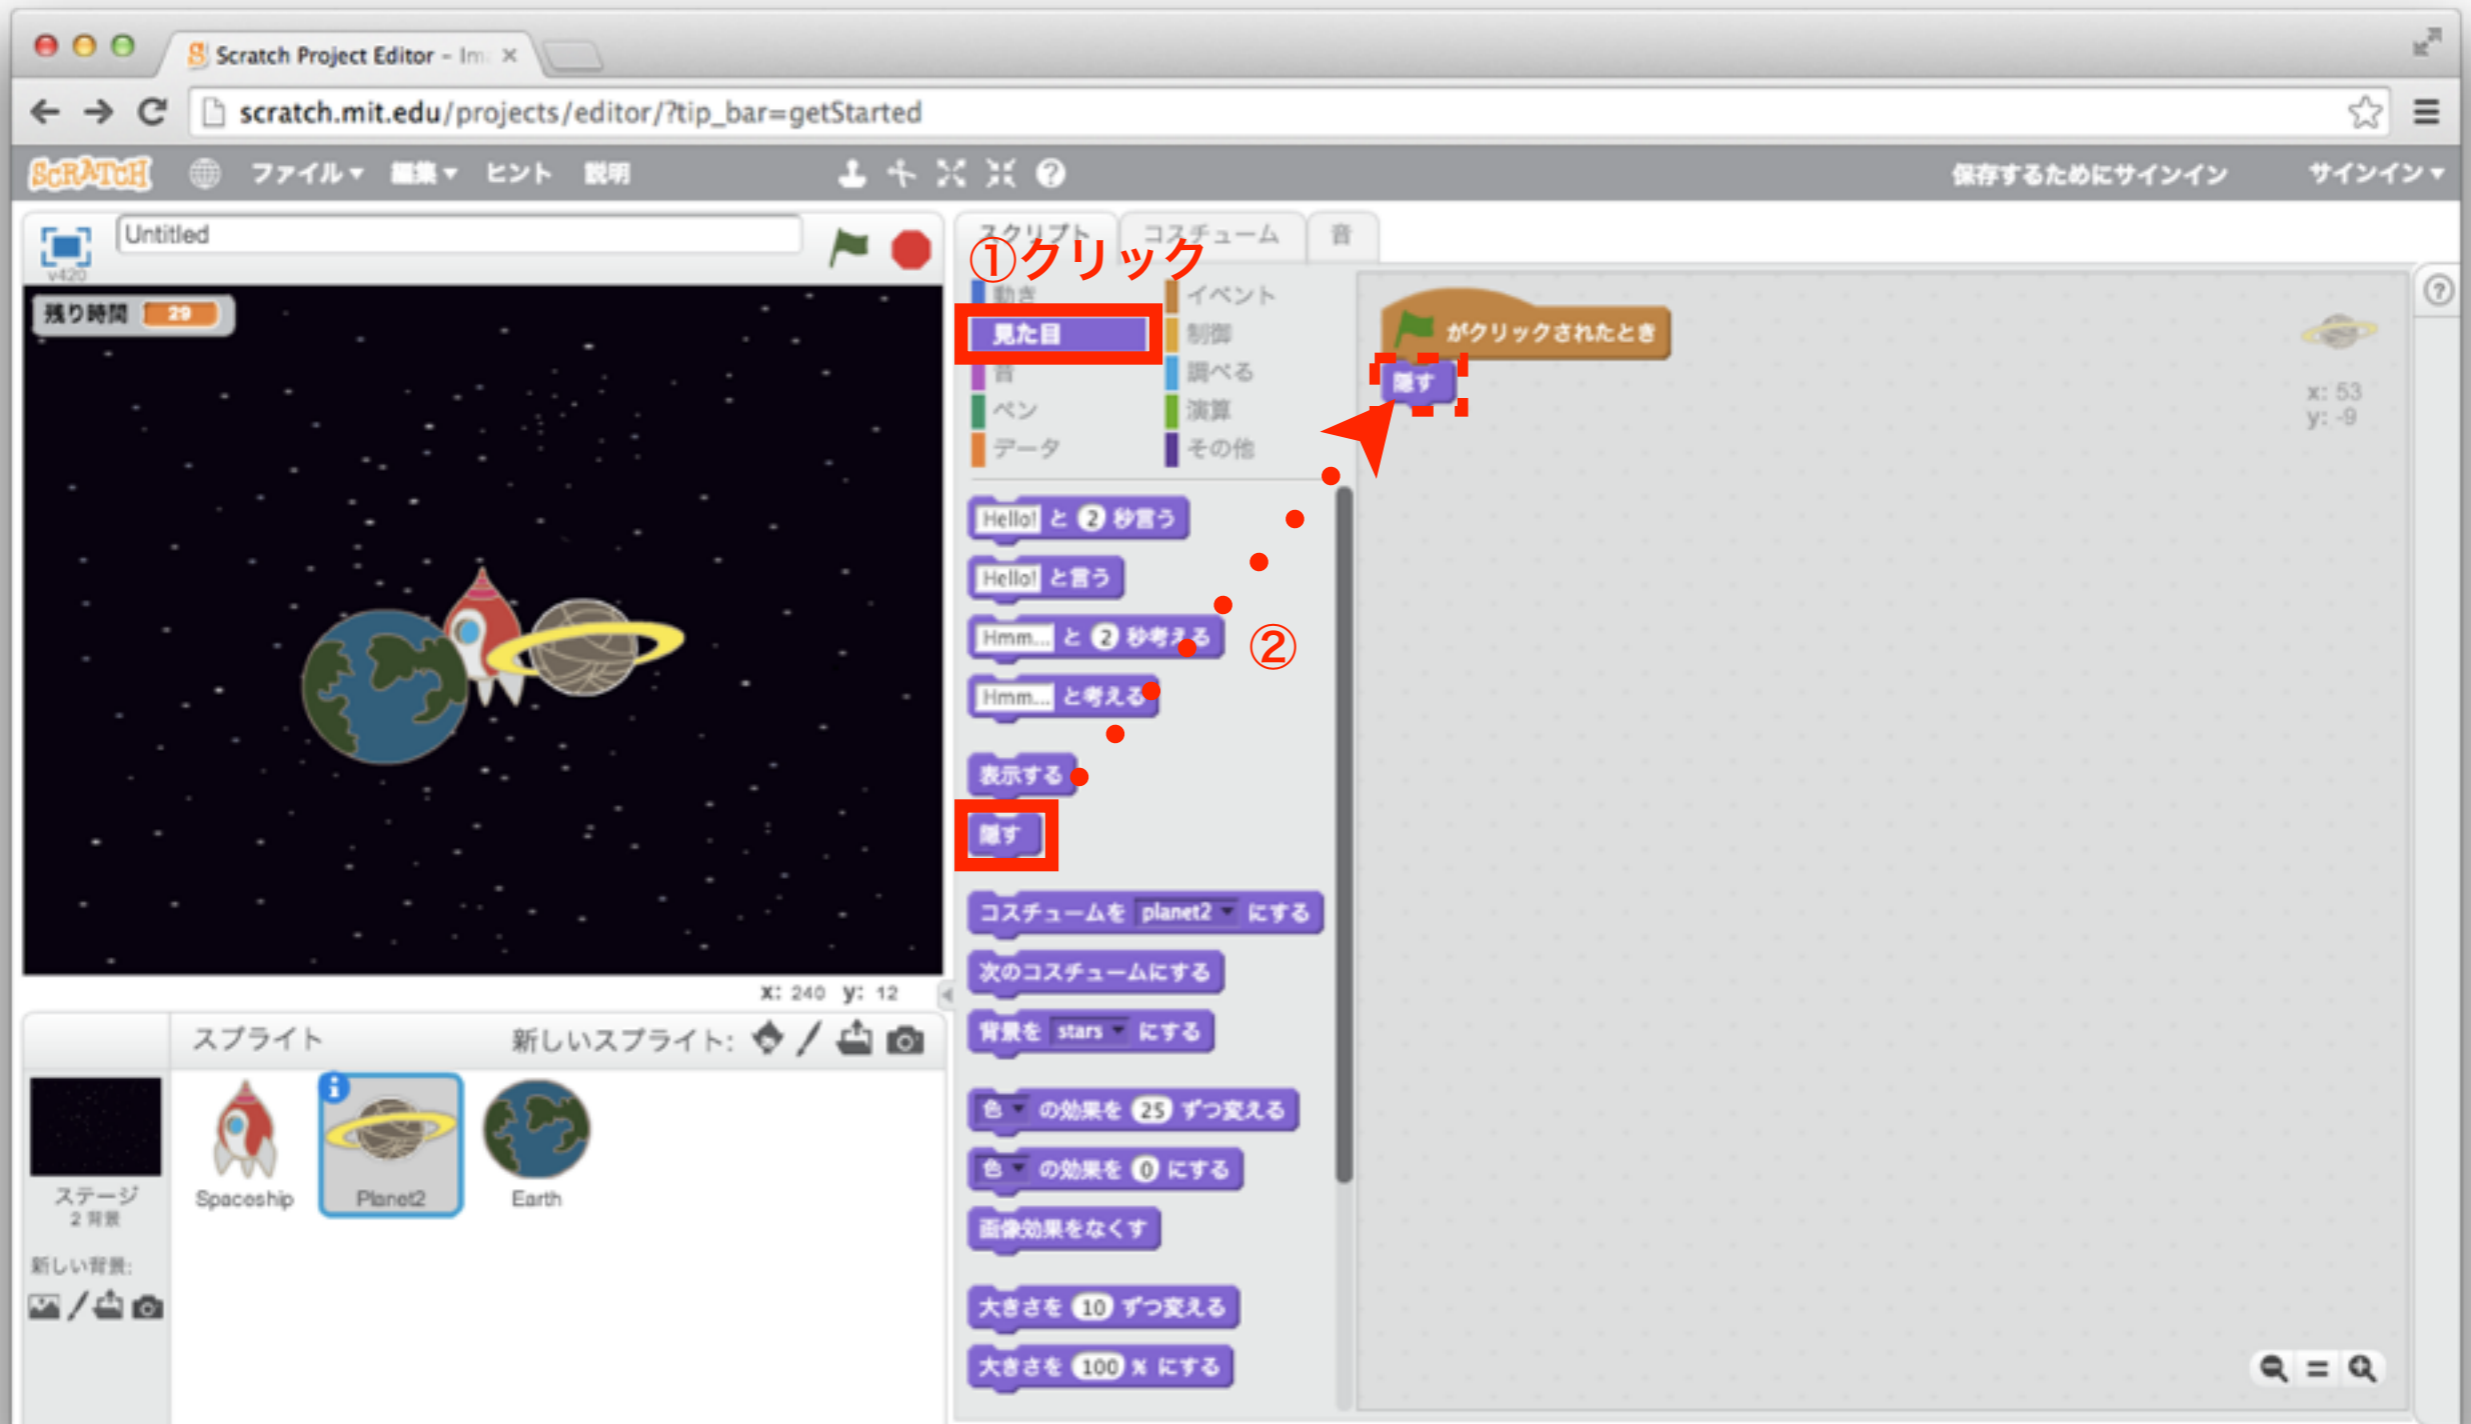 Scratch Project Editor - Im
scratch.mit.edu/projects/editor/?tip_bar=getStarted
SCRATCH ファイル 編集 ヒント 説明 保存するためにサインイン サインイン
Untitled
v420
スクリプト コスチューム 音
①クリック
残り時間 29
動き イベント
見た目 制御
音 調べる
ペン 演算
データ その他
がクリックされたとき
隠す
x: 53
y: -9
Hello! と 2 秒言う
Hello! と言う
Hmm... と 2 秒考える
②
Hmm... と考える
表示する
隠す
コスチュームを planet2 にする
次のコスチュームにする
背景を stars にする
色 の効果を 25 ずつ変える
色 の効果を 0 にする
画像効果をなくす
大きさを 10 ずつ変える
大きさを 100 % にする
x: 240 y: 12
スプライト 新しいスプライト:
Spaceship Planet2 Earth
ステージ
2 背景
新しい背景: